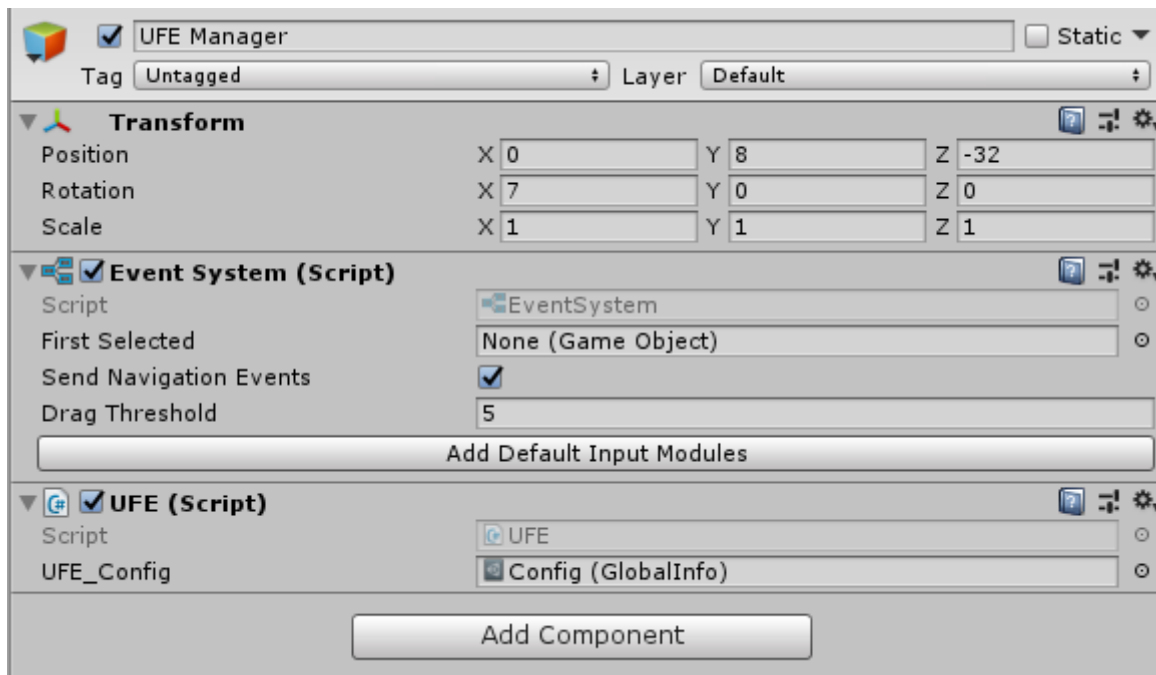 UFE Manager Static
Tag Untagged Layer Default
Transform
Position X 0 Y 8 Z -32
Rotation X 7 Y 0 Z 0
Scale X 1 Y 1 Z 1
Event System (Script)
Script EventSystem
First Selected None (Game Object)
Send Navigation Events
Drag Threshold 5
Add Default Input Modules
UFE (Script)
Script UFE
UFE_Config Config (GlobalInfo)
Add Component